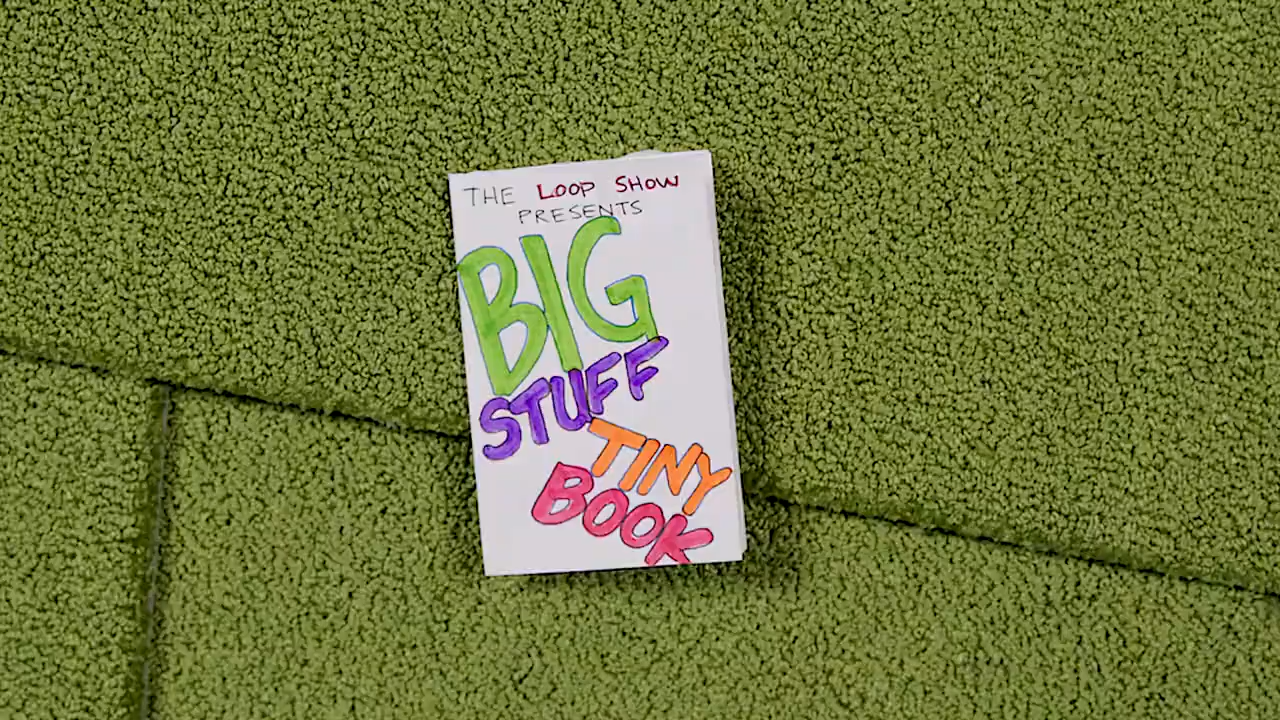 THE LOOP SHOW
PRESENTS
BIG
STUFF
TINY
BOOK